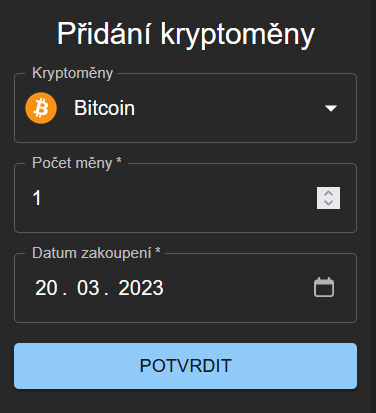 Přidání kryptoměny
Kryptoměny
Bitcoin
Počet měny *
1
Datum zakoupení *
20. 03. 2023
POTVRDIT